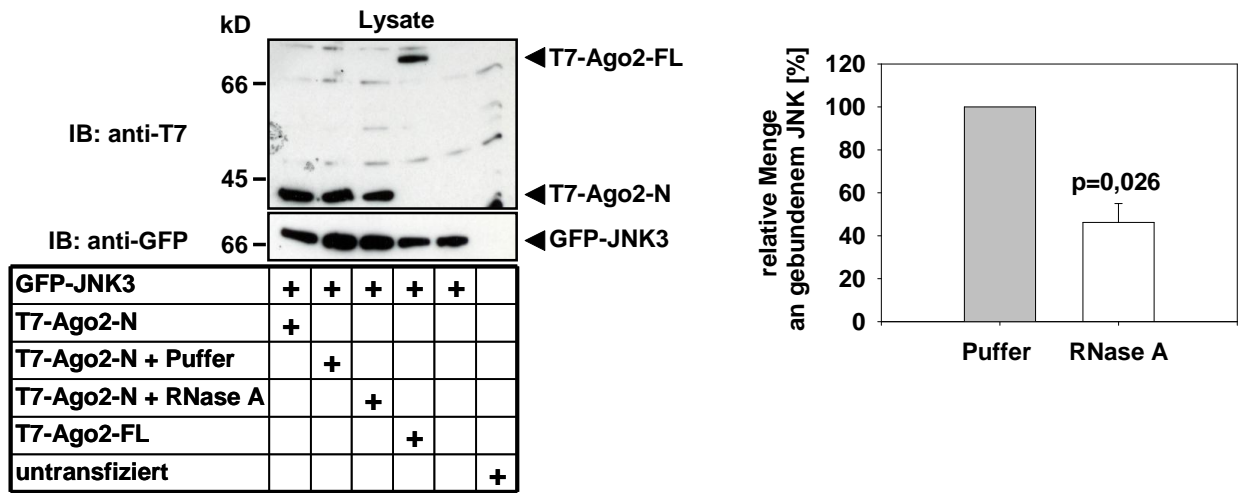 kD
Lysate
T7-Ago2-FL
66
IB: anti-T7
45
T7-Ago2-N
IB: anti-GFP
66
GFP-JNK3
GFP-JNK3 + + + + +
T7-Ago2-N +
T7-Ago2-N + Puffer +
T7-Ago2-N + RNase A +
T7-Ago2-FL +
untransfiziert +
relative Menge
an gebundenem JNK [%]
120
100
80
60
40
20
0
p=0,026
Puffer RNase A